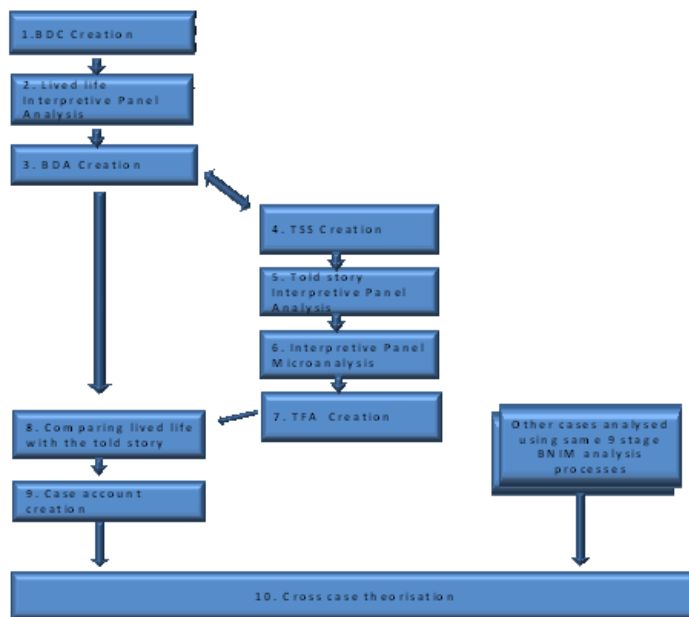 1.BDC Creation
2. Lived life
Interpretive Panel
Analysis
3. BDA Creation
4. TSS Creation
5. Told story
Interpretive Panel
Analysis
6. Interpretive Panel
Microanalysis
7. TFA Creation
8. Comparing lived life
with the told story
9. Case account
creation
Other cases analysed
using same 9 stage
BNIM analysis
processes
10. Cross case theorisation